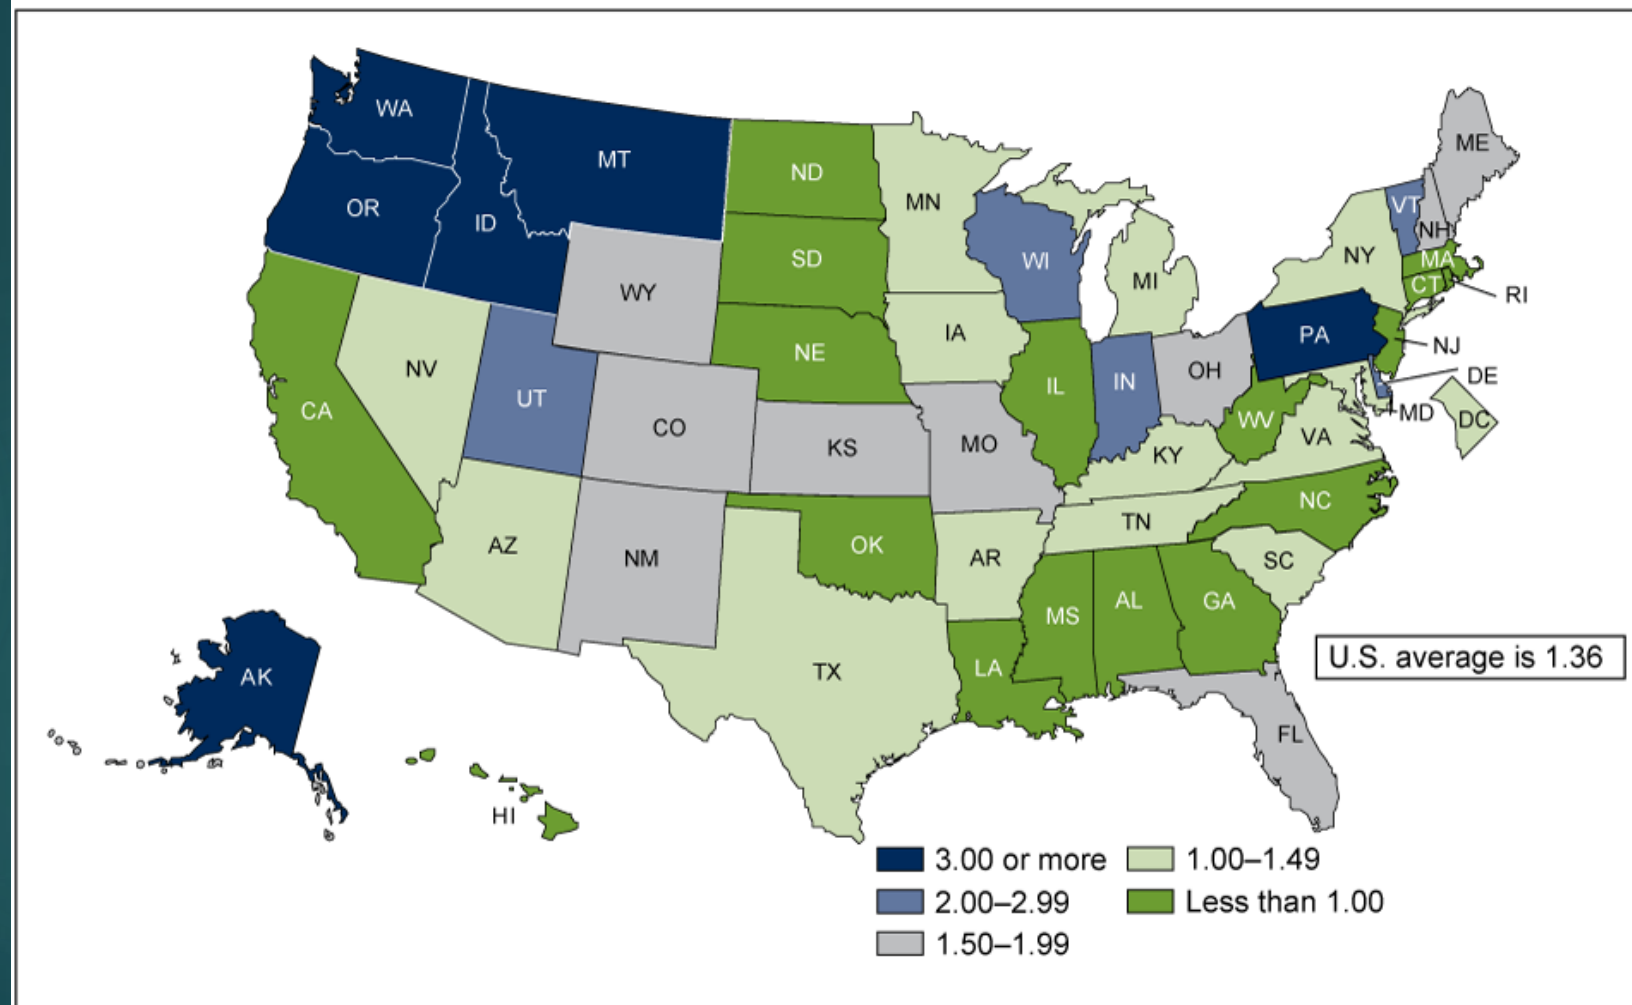 WA
MT
ND
MN
ME
OR
ID
VT
NH
SD
WI
NY
MA
WY
MI
CT
RI
IA
PA
NV
NE
NJ
UT
IL
IN
OH
DE
CA
CO
KS
MO
WV
MD
DC
KY
VA
NC
AZ
NM
OK
AR
TN
SC
MS
AL
GA
AK
TX
LA
U.S. average is 1.36
FL
HI
3.00 or more
1.00–1.49
2.00–2.99
Less than 1.00
1.50–1.99